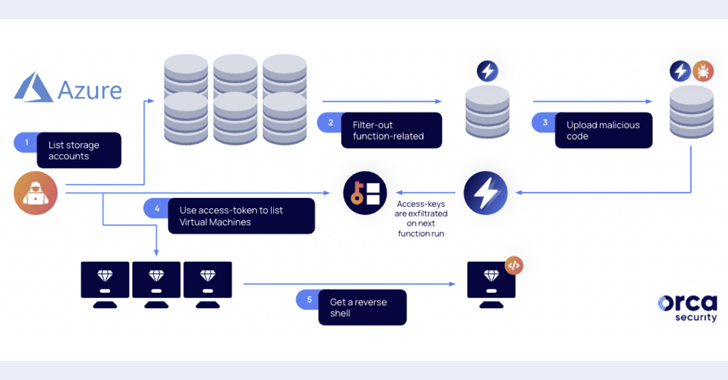 Azure
1
List storage
accounts
2
Filter-out
function-related
3
Upload malicious
code
4
Use access-token to list
Virtual Machines
Access-keys
are exfiltrated
on next
function run
5
Get a reverse
shell
orca
security